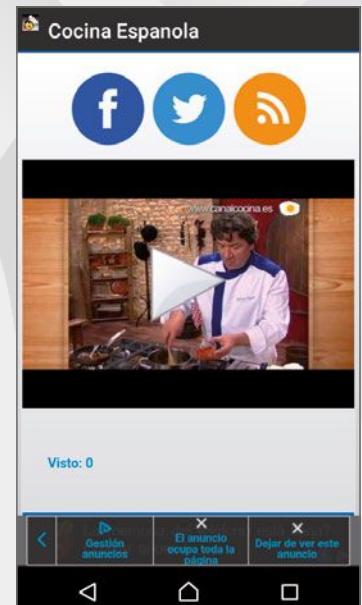 Cocina Espanola
f
www.canalcocina.es
Visto: 0
Gestión
anuncios
El anuncio
ocupa toda la
página
Dejar de ver este
anuncio